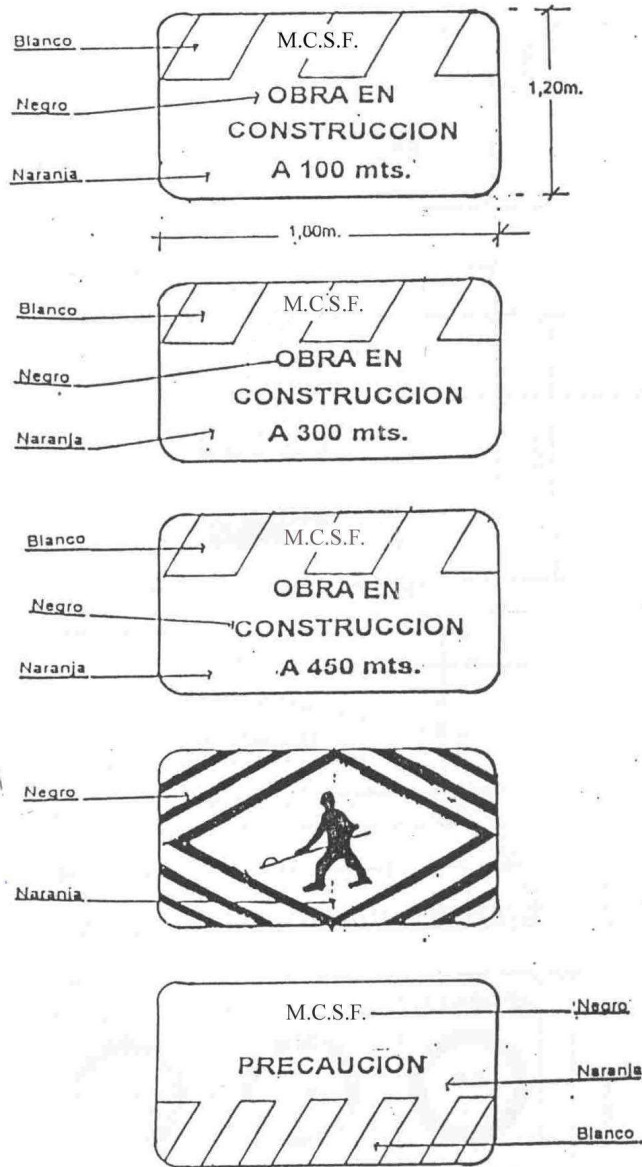 Blanco
M.C.S.F.
Negro
OBRA EN
CONSTRUCCION
1,20m.
Naranja
A 100 mts.
1,00m.
Blanco
M.C.S.F.
Negro
OBRA EN
CONSTRUCCION
Naranja
A 300 mts.
Blanco
M.C.S.F.
OBRA EN
Negro
CONSTRUCCION
Naranja
A 450 mts.
Negro
Naranja
M.C.S.F.
Negro
PRECAUCION
Naranja
Blanco